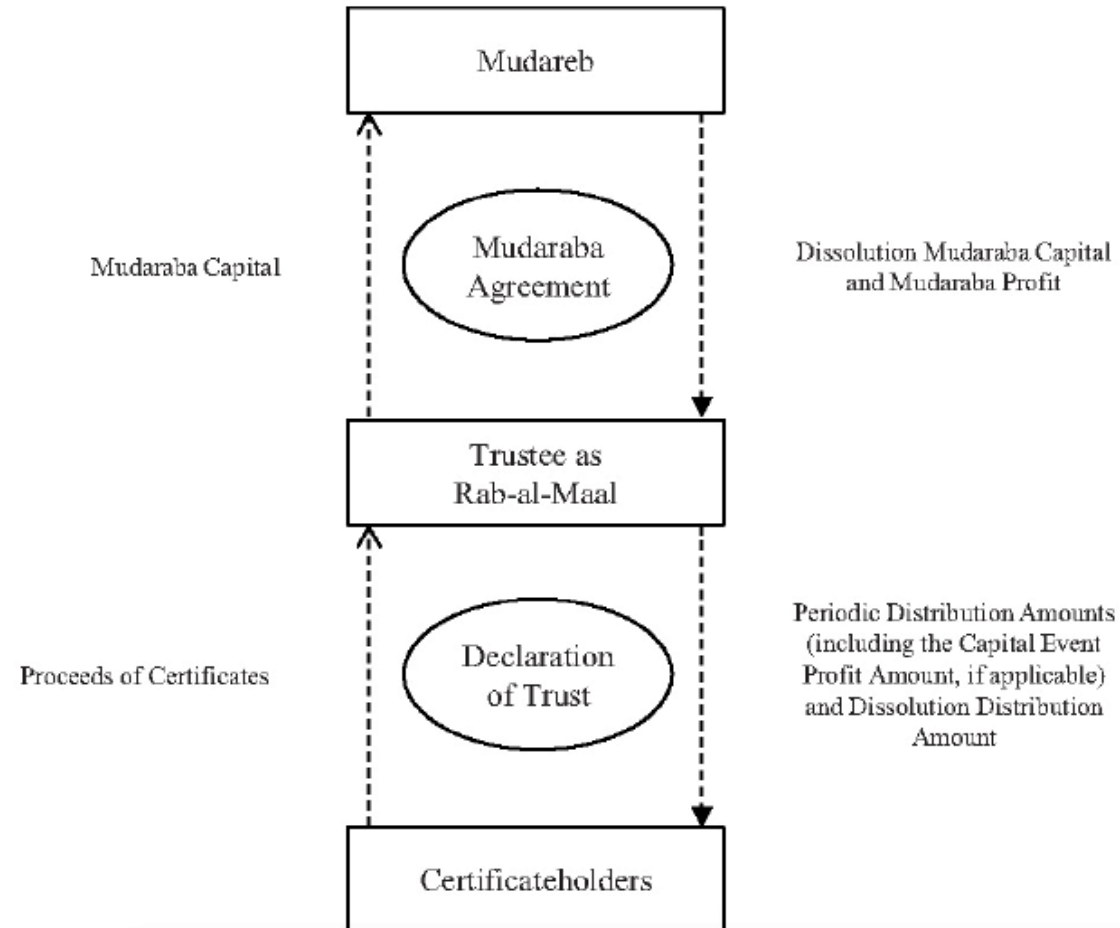 Mudareb
Mudaraba Capital
Mudaraba
Agreement
Dissolution Mudaraba Capital
and Mudaraba Profit
Trustee as
Rab-al-Maal
Proceeds of Certificates
Declaration
of Trust
Periodic Distribution Amounts
(including the Capital Event
Profit Amount, if applicable)
and Dissolution Distribution
Amount
Certificateholders